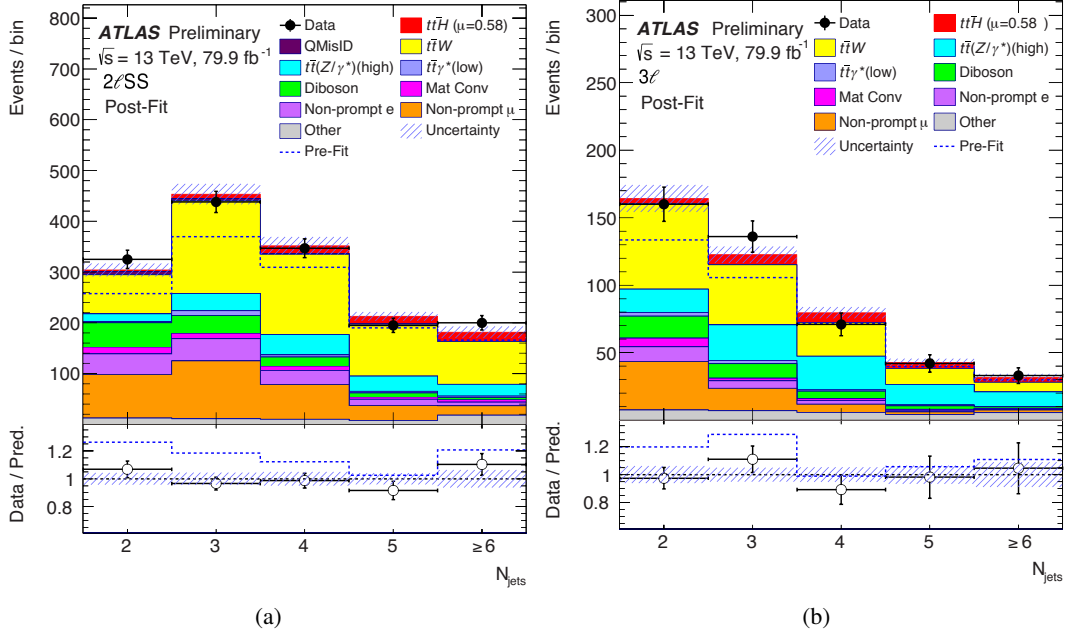 ATLAS Preliminary
√s = 13 TeV, 79.9 fb⁻¹
2ℓSS
Post-Fit
Data
tt̄H (μ=0.58)
QMisID
tt̄W
tt̄(Z/γ*)(high)
tt̄γ*(low)
Diboson
Mat Conv
Non-prompt e
Non-prompt μ
Other
Uncertainty
Pre-Fit
Events / bin
800
700
600
500
400
300
200
100
Data / Pred.
1.2
1
0.8
2
3
4
5
≥6
N_jets
(a)
ATLAS Preliminary
√s = 13 TeV, 79.9 fb⁻¹
3ℓ
Post-Fit
Data
tt̄H (μ=0.58 )
tt̄W
tt̄(Z/γ*)(high)
tt̄γ*(low)
Diboson
Mat Conv
Non-prompt e
Non-prompt μ
Other
Uncertainty
Pre-Fit
Events / bin
300
250
200
150
100
50
Data / Pred.
1.2
1
0.8
2
3
4
5
≥6
N_jets
(b)